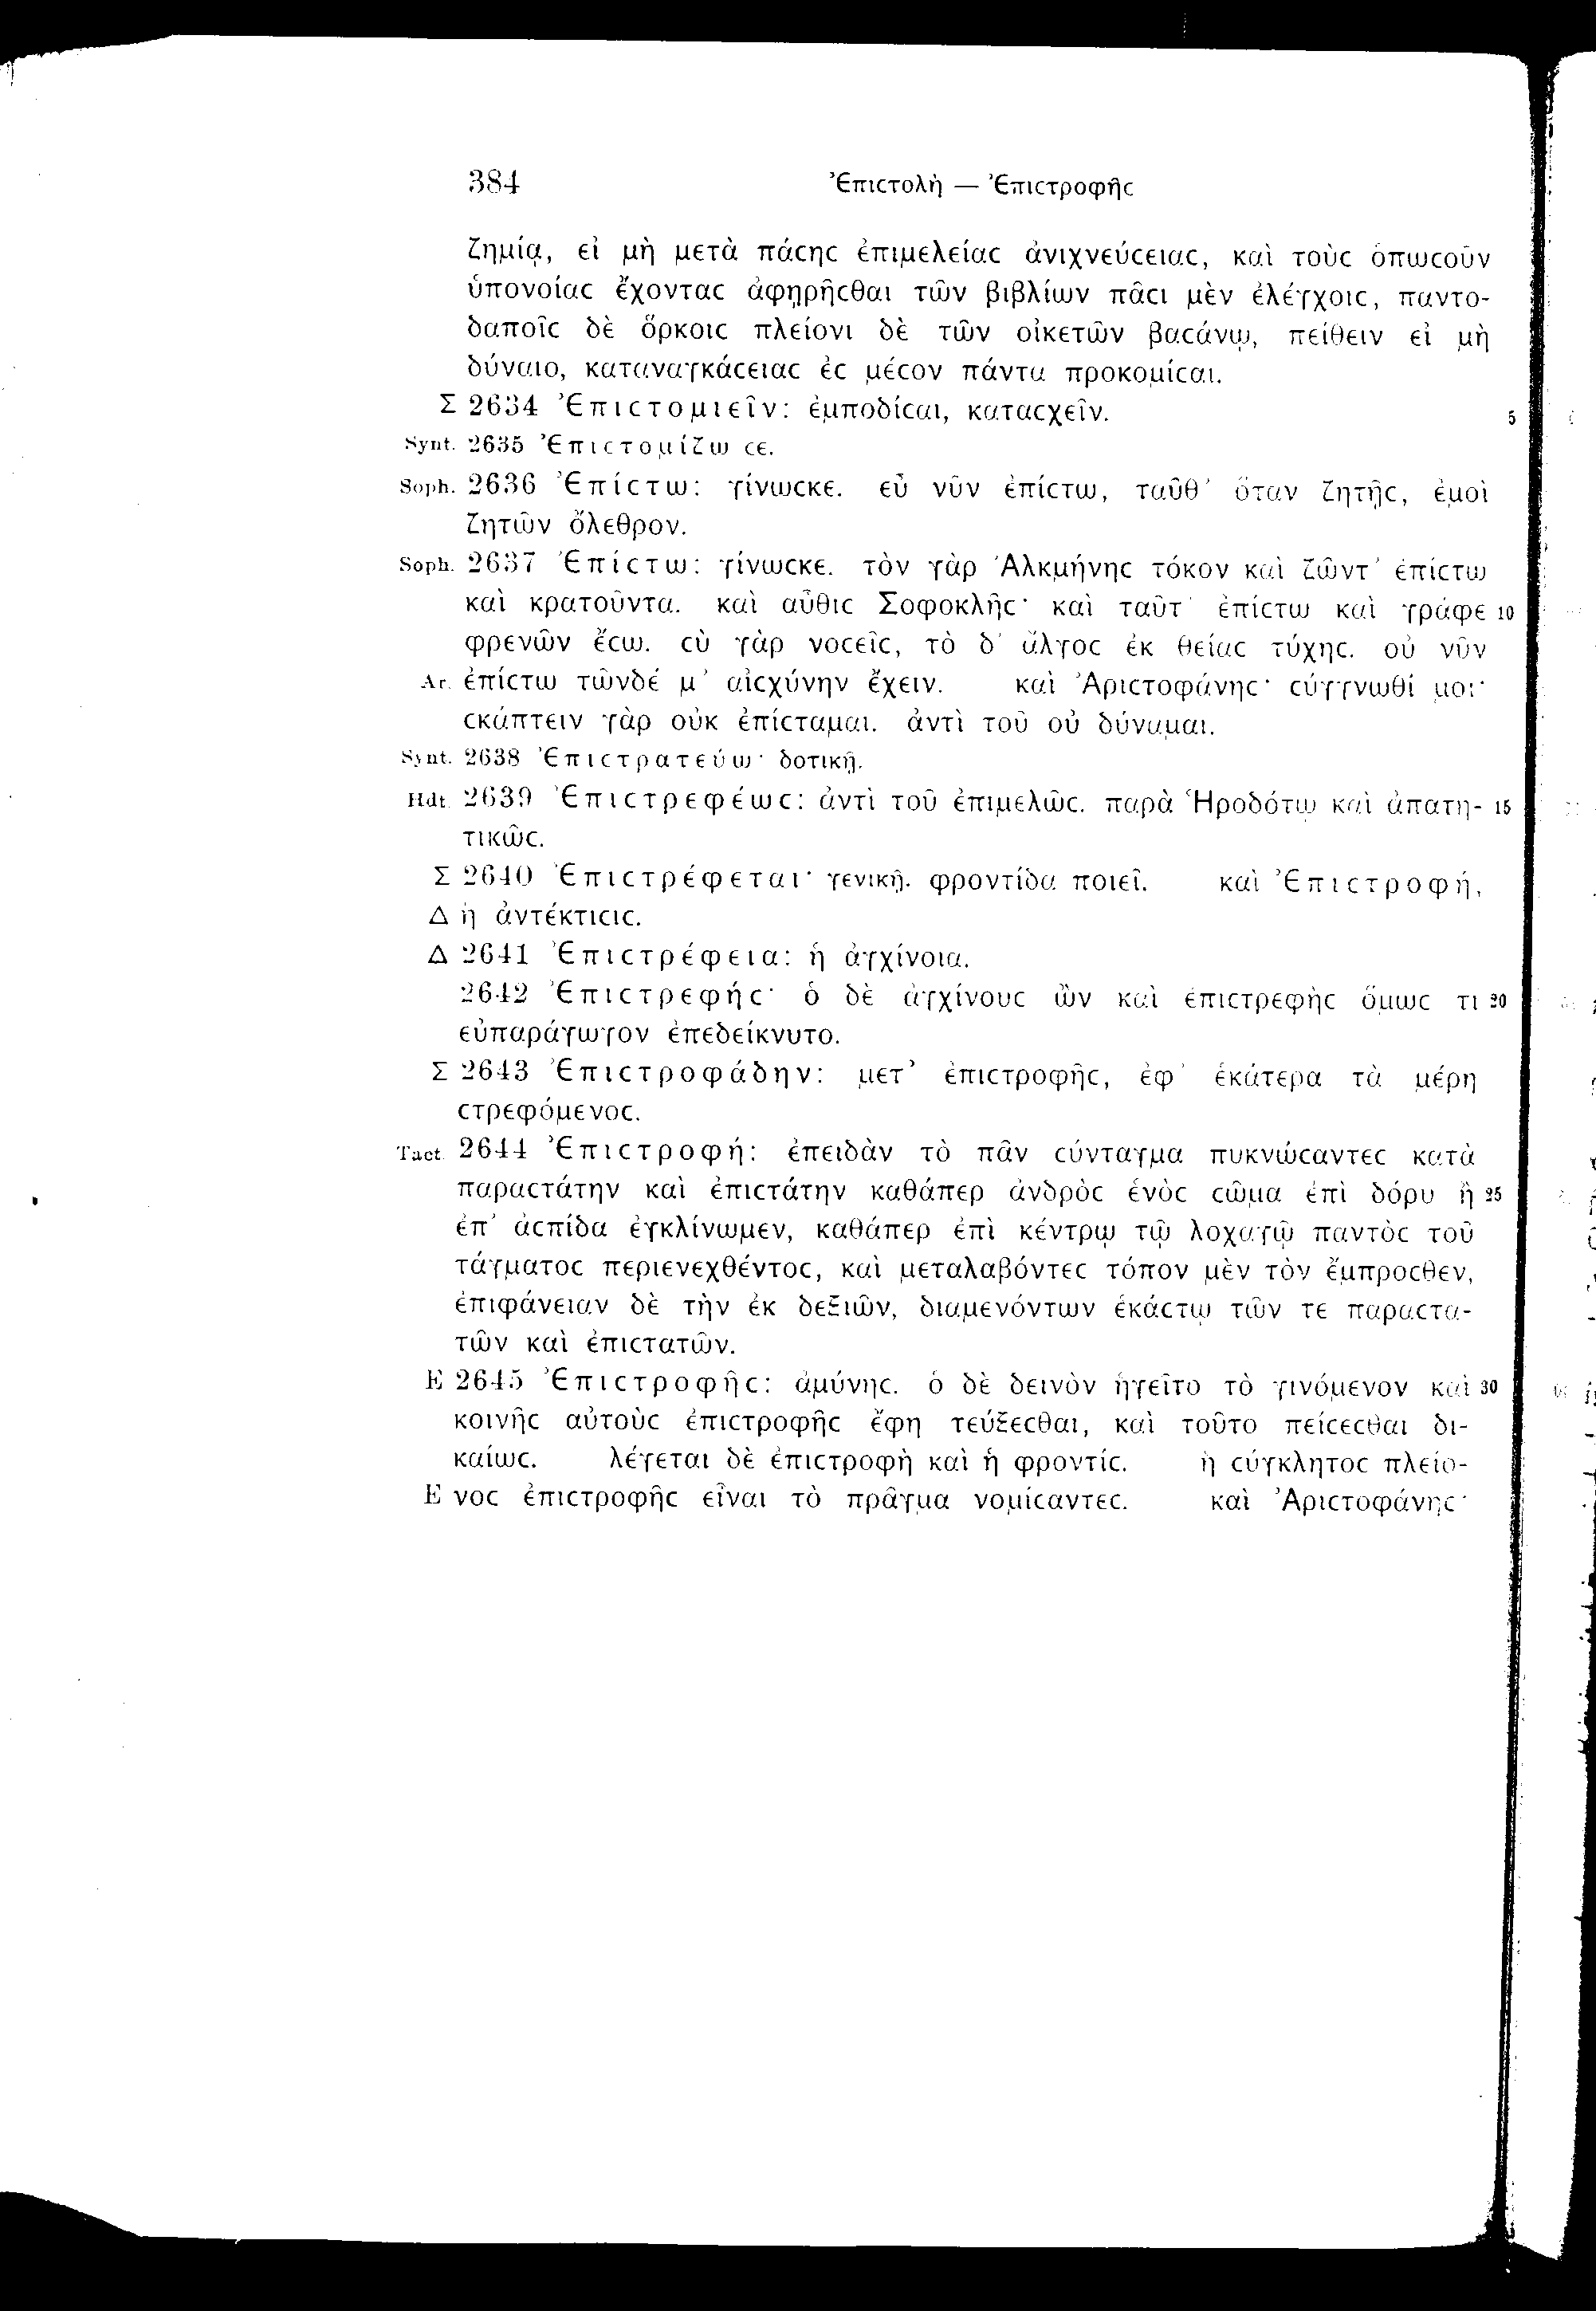 384 Ἐπιϲτολὴ — Ἐπιϲτροφῆϲ
ζημίᾳ, εἰ μὴ μετὰ πάϲηϲ ἐπιμελείαϲ ἀνιχνεύϲειαϲ, καὶ τοὺϲ ὁπωϲοῦν
ὑπονοίαϲ ἔχονταϲ ἀφῃρῆϲθαι τῶν βιβλίων πᾶϲι μὲν ἐλέγχοιϲ, παντο-
δαποῖϲ δὲ ὅρκοιϲ πλείονι δὲ τῶν οἰκετῶν βαϲάνῳ, πείθειν εἰ μὴ
δύναιο, καταναγκάϲειαϲ ἐϲ μέϲον πάντα προκομίϲαι.
Σ 2634 Ἐπιϲτομιεῖν: ἐμποδίϲαι, καταϲχεῖν. 5
Synt. 2635 Ἐπιϲτομίζω ϲε.
Soph. 2636 Ἐπίϲτω: γίνωϲκε. εὖ νῦν ἐπίϲτω, ταῦθ’ ὅταν ζητῇϲ, ἐμοὶ
ζητῶν ὄλεθρον.
Soph. 2637 Ἐπίϲτω: γίνωϲκε. τὸν γὰρ Ἀλκμήνηϲ τόκον καὶ ζῶντ’ ἐπίϲτω
καὶ κρατοῦντα. καὶ αὖθιϲ Σοφοκλῆϲ· καὶ ταῦτ’ ἐπίϲτω καὶ γράφε 10
φρενῶν ἔϲω. ϲὺ γὰρ νοϲεῖϲ, τὸ δ’ ἄλγοϲ ἐκ θείαϲ τύχηϲ. οὐ νῦν
Ar. ἐπίϲτω τῶνδέ μ’ αἰϲχύνην ἔχειν. καὶ Ἀριϲτοφάνηϲ· ϲύγγνωθί μοι·
ϲκάπτειν γὰρ οὐκ ἐπίϲταμαι. ἀντὶ τοῦ οὐ δύναμαι.
Synt. 2638 Ἐπιϲτρατεύω· δοτικῇ.
Hdt. 2639 Ἐπιϲτρεφέωϲ: ἀντὶ τοῦ ἐπιμελῶϲ. παρὰ Ἡροδότῳ καὶ ἀπατη- 15
τικῶϲ.
Σ 2640 Ἐπιϲτρέφεται· γενικῇ. φροντίδα ποιεῖ. καὶ Ἐπιϲτροφή,
Δ ἡ ἀντέκτιϲιϲ.
Δ 2641 Ἐπιϲτρέφεια: ἡ ἀγχίνοια.
2642 Ἐπιϲτρεφήϲ· ὁ δὲ ἀγχίνουϲ ὢν καὶ ἐπιϲτρεφὴϲ ὅμωϲ τι 20
εὐπαράγωγον ἐπεδείκνυτο.
Σ 2643 Ἐπιϲτροφάδην: μετ’ ἐπιϲτροφῆϲ, ἐφ’ ἑκάτερα τὰ μέρη
ϲτρεφόμενοϲ.
Tact. 2644 Ἐπιϲτροφή: ἐπειδὰν τὸ πᾶν ϲύνταγμα πυκνώϲαντεϲ κατὰ
παραϲτάτην καὶ ἐπιϲτάτην καθάπερ ἀνδρὸϲ ἑνὸϲ ϲῶμα ἐπὶ δόρυ ἢ 25
ἐπ’ ἀϲπίδα ἐγκλίνωμεν, καθάπερ ἐπὶ κέντρῳ τῷ λοχαγῷ παντὸϲ τοῦ
τάγματοϲ περιενεχθέντοϲ, καὶ μεταλαβόντεϲ τόπον μὲν τὸν ἔμπροϲθεν,
ἐπιφάνειαν δὲ τὴν ἐκ δεξιῶν, διαμενόντων ἑκάϲτῳ τῶν τε παραϲτα-
τῶν καὶ ἐπιϲτατῶν.
E 2645 Ἐπιϲτροφῆϲ: ἀμύνηϲ. ὁ δὲ δεινὸν ἡγεῖτο τὸ γινόμενον καὶ 30
κοινῆϲ αὐτοὺϲ ἐπιϲτροφῆϲ ἔφη τεύξεϲθαι, καὶ τοῦτο πείϲεϲθαι δι-
καίωϲ. λέγεται δὲ ἐπιϲτροφὴ καὶ ἡ φροντίϲ. ἡ ϲύγκλητοϲ πλείο-
E νοϲ ἐπιϲτροφῆϲ εἶναι τὸ πρᾶγμα νομίϲαντεϲ. καὶ Ἀριϲτοφάνηϲ·